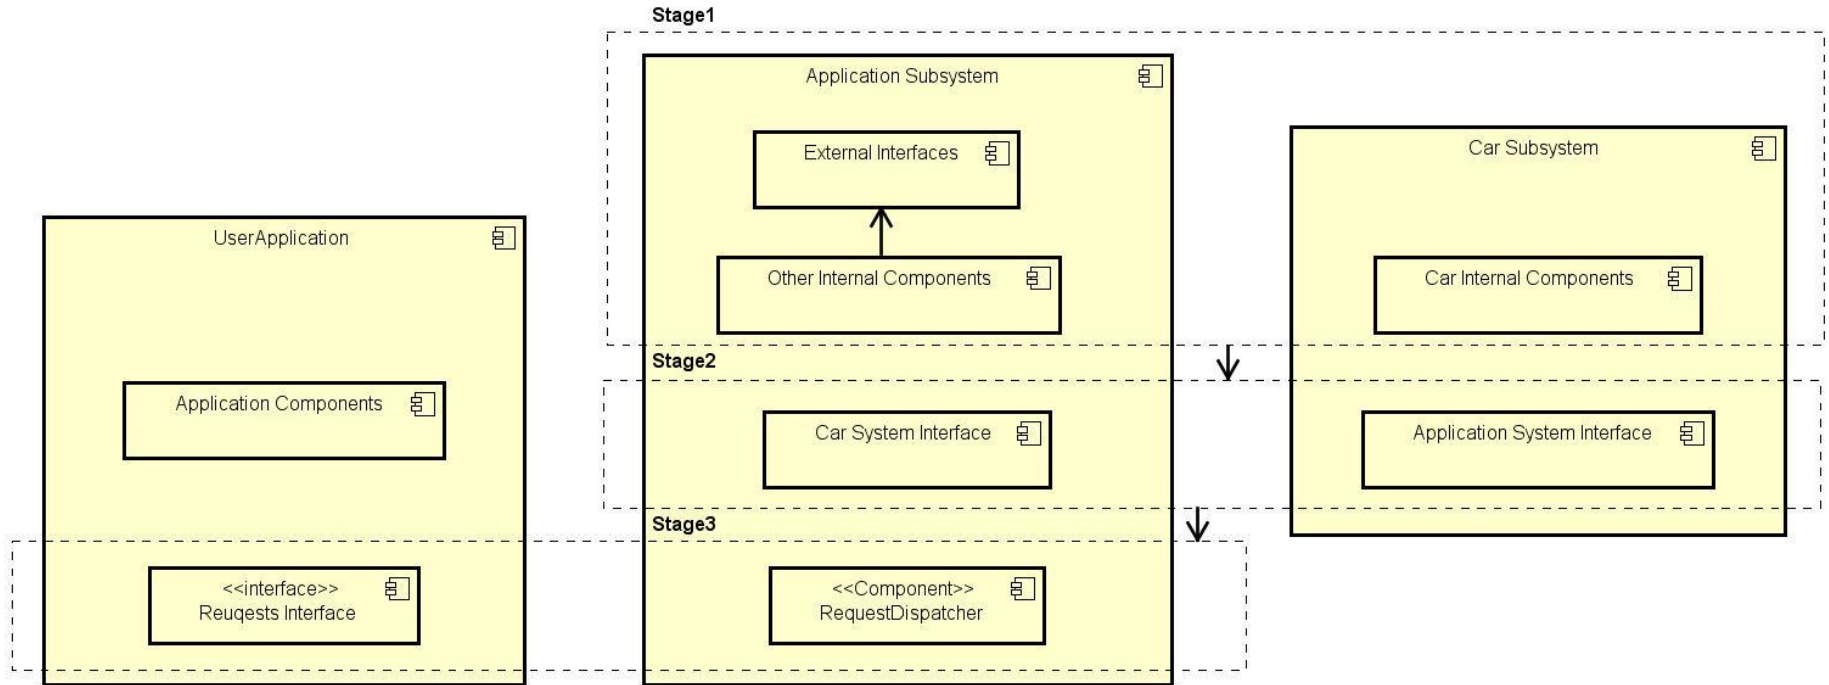 Stage1
Application Subsystem
External Interfaces
Car Subsystem
UserApplication
Other Internal Components
Car Internal Components
Stage2
Application Components
Car System Interface
Application System Interface
Stage3
<<interface>>
Reuqests Interface
<<Component>>
RequestDispatcher